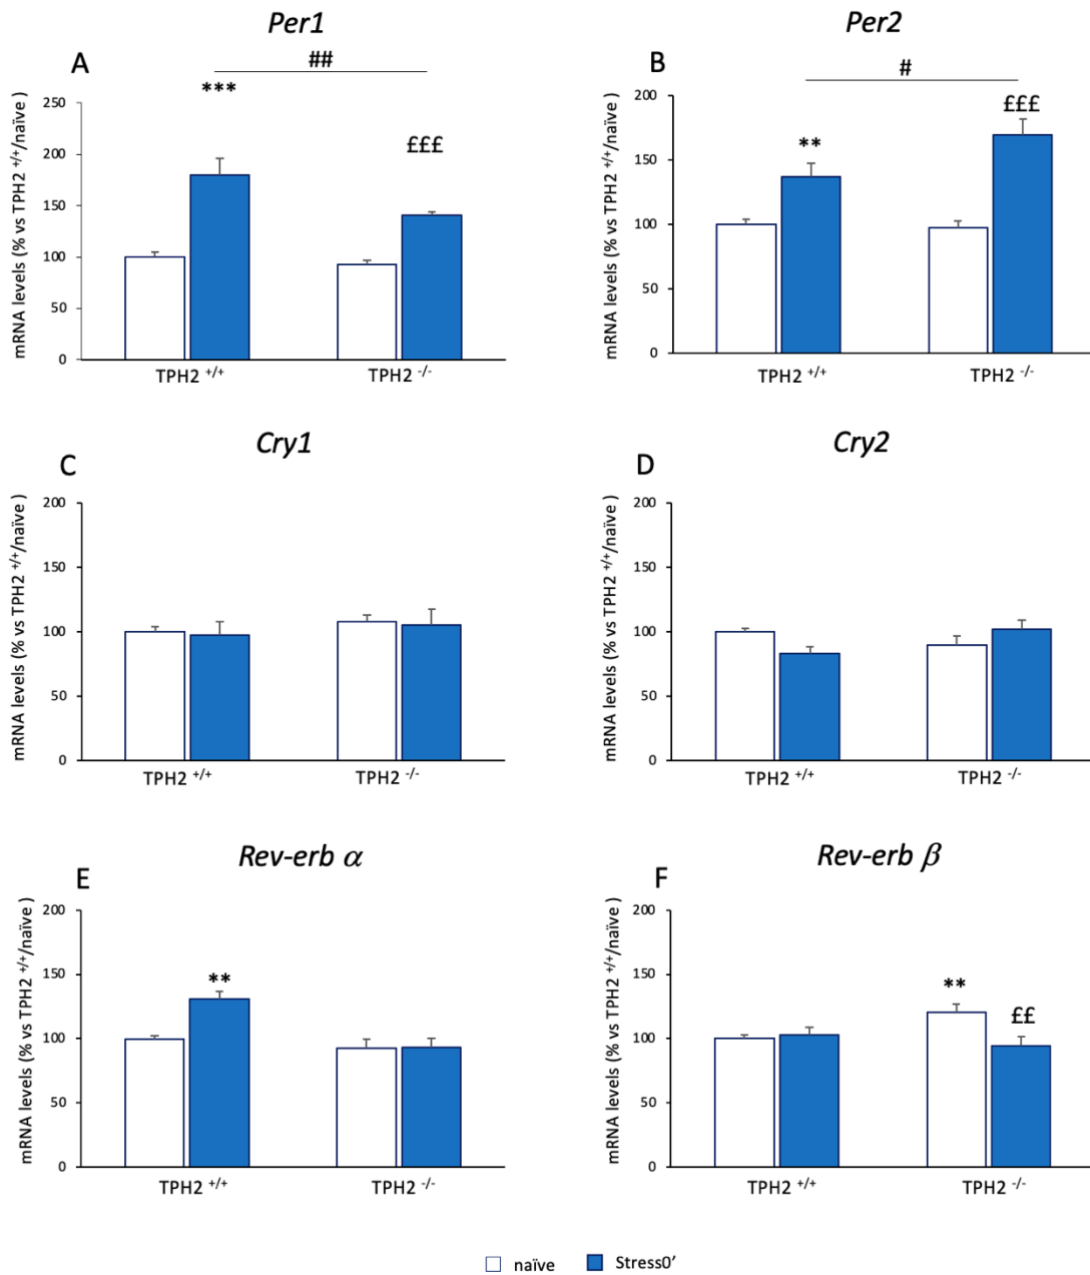 Per1
A
##
***
£££
mRNA levels (% vs TPH2 +/+/naïve )
250
200
150
100
50
0
TPH2 +/+
TPH2 -/-
Per2
B
#
**
£££
mRNA levels (% vs TPH2 +/+/naïve )
200
150
100
50
0
TPH2 +/+
TPH2 -/-
Cry1
C
mRNA levels (% vs TPH2 +/+/naïve )
200
150
100
50
0
TPH2 +/+
TPH2 -/-
Cry2
D
mRNA levels (% vs TPH2 +/+/naïve )
200
150
100
50
0
TPH2 +/+
TPH2 -/-
Rev-erb α
E
**
mRNA levels (% vs TPH2 +/+/naïve )
200
150
100
50
0
TPH2 +/+
TPH2 -/-
Rev-erb β
F
**
££
mRNA levels (% vs TPH2 +/+/naïve )
200
150
100
50
0
TPH2 +/+
TPH2 -/-
naïve
Stress0'